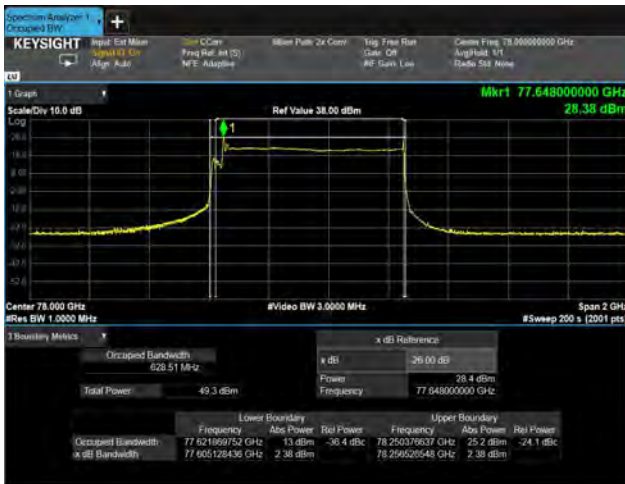 Spectrum Analyzer 1
Occupied BW
KEYSIGHT
Input: Ext Mixer
Signal ID: On
Align: Auto
CCorr
Freq Ref: Int (S)
NFE: Adaptive
Mixer Path: 2x Conv
Trig: Free Run
Gate: Off
#IF Gain: Low
Center Freq: 78.000000000 GHz
Avg|Hold: 1/1
Radio Std: None
1 Graph
Scale/Div 10.0 dB
Ref Value 38.00 dBm
Mkr1 77.648000000 GHz
28.38 dBm
Log
1
Center 78.000 GHz
#Video BW 3.0000 MHz
Span 2 GHz
#Res BW 1.0000 MHz
#Sweep 200 s (2001 pts)
Occupied Bandwidth
628.51 MHz
Total Power
49.3 dBm
x dB Reference
x dB
-26.00 dB
Power
28.4 dBm
Frequency
77.648000000 GHz
Lower Boundary
Upper Boundary
Frequency
Abs Power
Rel Power
Frequency
Abs Power
Rel Power
Occupied Bandwidth
77.621869752 GHz
13 dBm
-36.4 dBc
78.250376637 GHz
25.2 dBm
-24.1 dBc
x dB Bandwidth
77.605128436 GHz
2.38 dBm
78.256526548 GHz
2.38 dBm